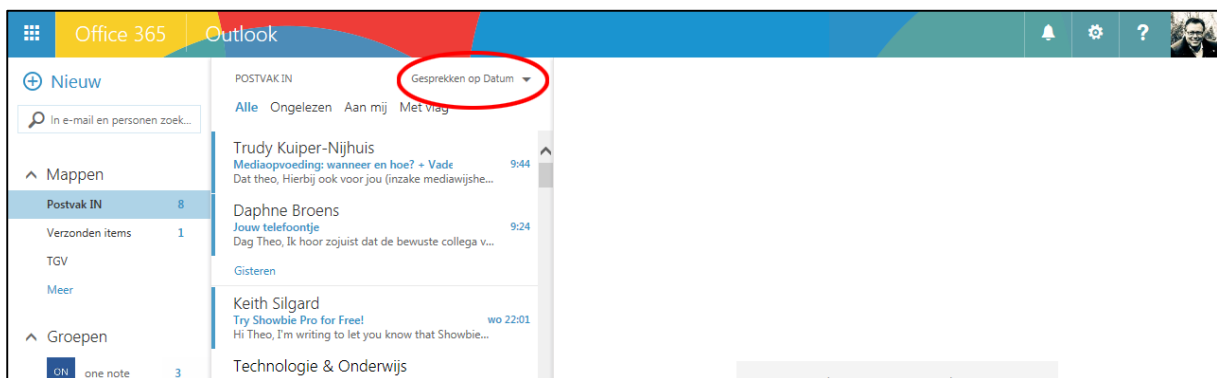 Office 365 Outlook ?
Nieuw
In e-mail en personen zoek...
Mappen
Postvak IN 8
Verzonden items 1
TGV
Meer
Groepen
ON one note 3
POSTVAK IN Gesprekken op Datum
Alle Ongelezen Aan mij Met vlag
Trudy Kuiper-Nijhuis
Mediaopvoeding: wanneer en hoe? + Vade 9:44
Dat theo, Hierbij ook voor jou (inzake mediawijshe...
Daphne Broens
Jouw telefoontje 9:24
Dag Theo, Ik hoor zojuist dat de bewuste collega v...
Gisteren
Keith Silgard
Try Showbie Pro for Free! wo 22:01
Hi Theo, I'm writing to let you know that Showbie...
Technologie & Onderwijs